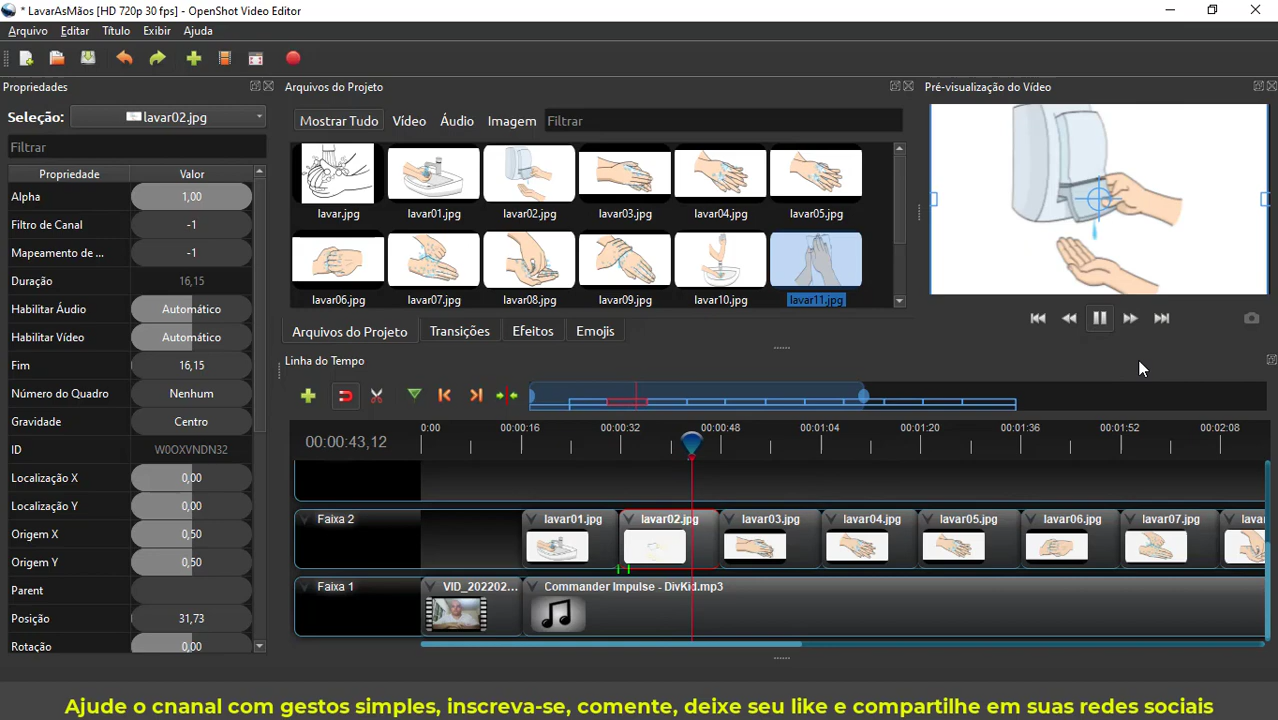 * LavarAsMãos [HD 720p 30 fps] - OpenShot Video Editor
Arquivo Editar Título Exibir Ajuda
Propriedades
Seleção: lavar02.jpg
Filtrar
Propriedade Valor
Alpha 1,00
Filtro de Canal -1
Mapeamento de ... -1
Duração 16,15
Habilitar Áudio Automático
Habilitar Vídeo Automático
Fim 16,15
Número do Quadro Nenhum
Gravidade Centro
ID W0OXVNDN32
Localização X 0,00
Localização Y 0,00
Origem X 0,50
Origem Y 0,50
Parent
Posição 31,73
Rotação 0,00
Arquivos do Projeto
Mostrar Tudo Vídeo Áudio Imagem Filtrar
lavar.jpg lavar01.jpg lavar02.jpg lavar03.jpg lavar04.jpg lavar05.jpg
lavar06.jpg lavar07.jpg lavar08.jpg lavar09.jpg lavar10.jpg lavar11.jpg
Arquivos do Projeto Transições Efeitos Emojis
Pré-visualização do Vídeo
Linha do Tempo
00:00:43,12
0:00 00:00:16 00:00:32 00:00:48 00:01:04 00:01:20 00:01:36 00:01:52 00:02:08
Faixa 2 lavar01.jpg lavar02.jpg lavar03.jpg lavar04.jpg lavar05.jpg lavar06.jpg lavar07.jpg lava
Faixa 1 VID_202202... Commander Impulse - DivKid.mp3
Ajude o cnanal com gestos simples, inscreva-se, comente, deixe seu like e compartilhe em suas redes sociais